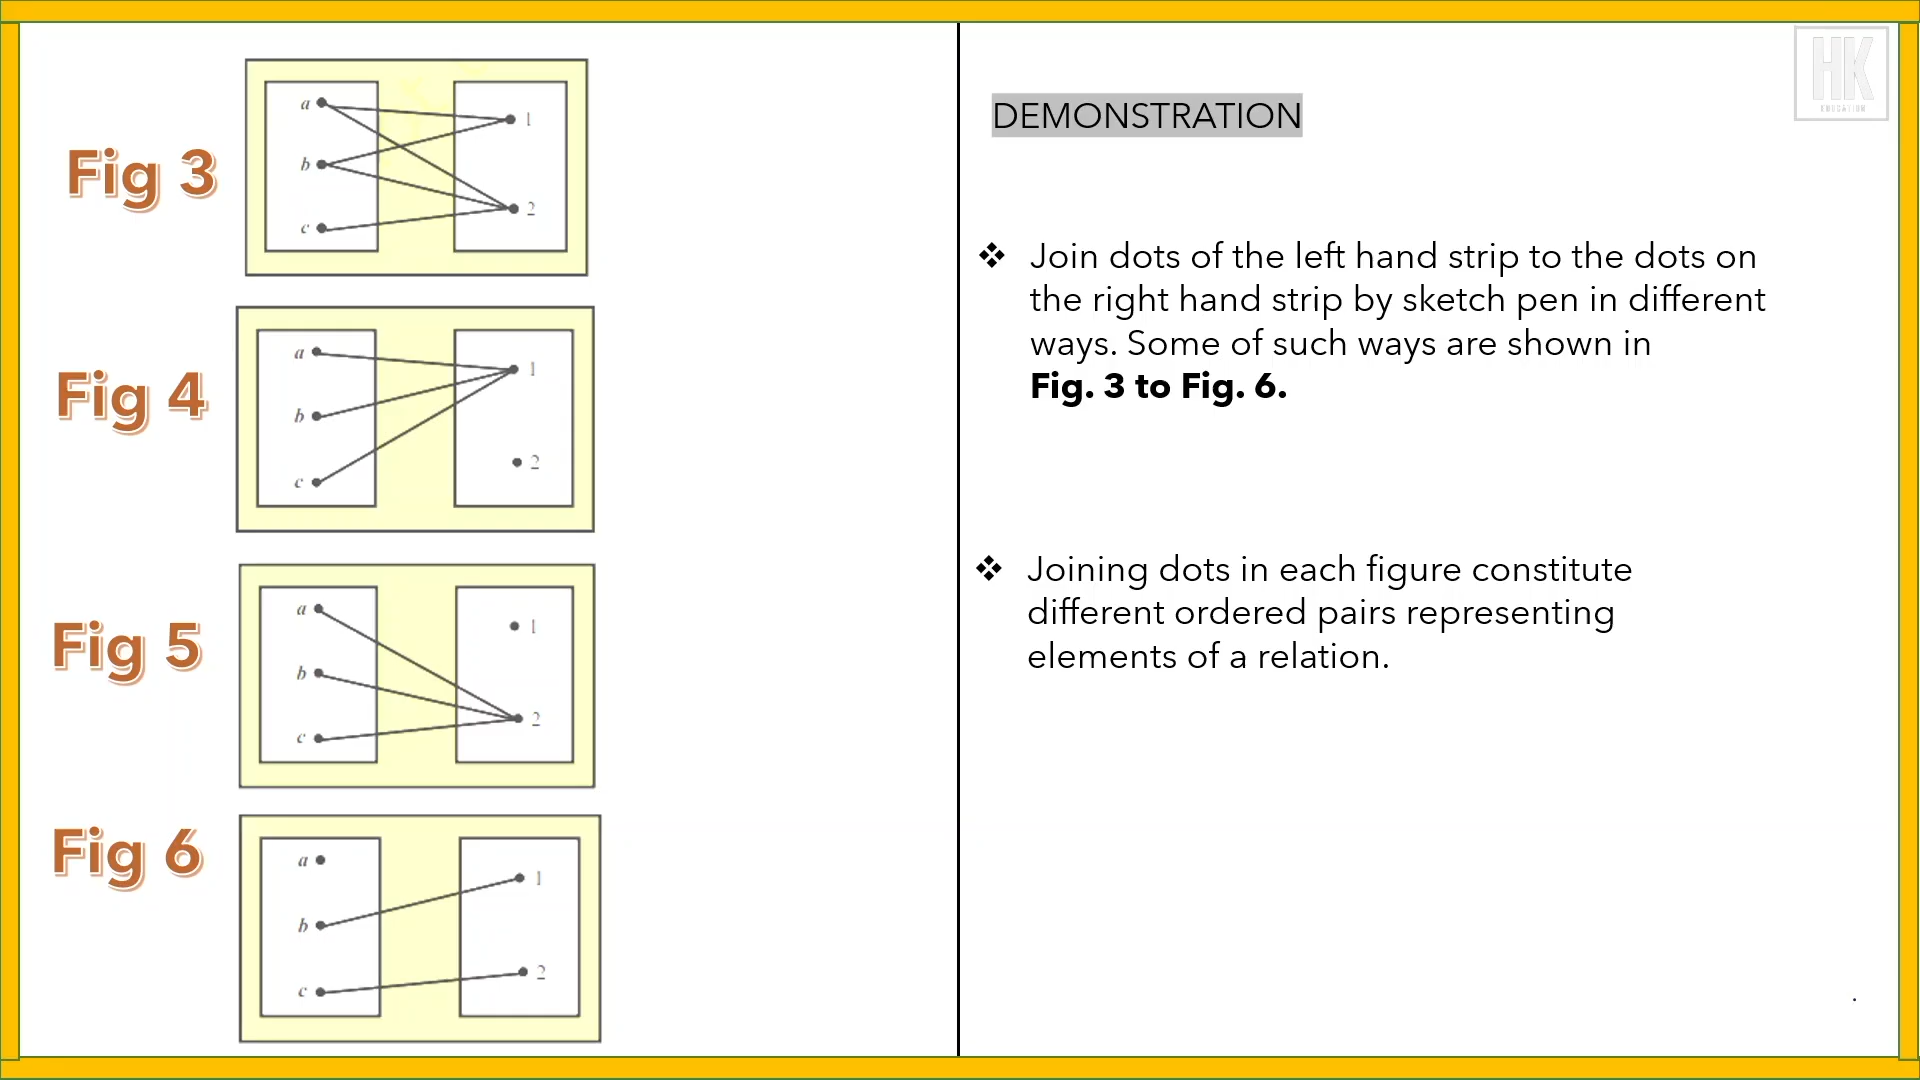 Fig 3
a
b
c
1
2
Fig 4
a
b
c
1
2
Fig 5
a
b
c
1
2
Fig 6
a
b
c
1
2
HK
EDUCATION
DEMONSTRATION
❖ Join dots of the left hand strip to the dots on
the right hand strip by sketch pen in different
ways. Some of such ways are shown in
Fig. 3 to Fig. 6.
❖ Joining dots in each figure constitute
different ordered pairs representing
elements of a relation.
.